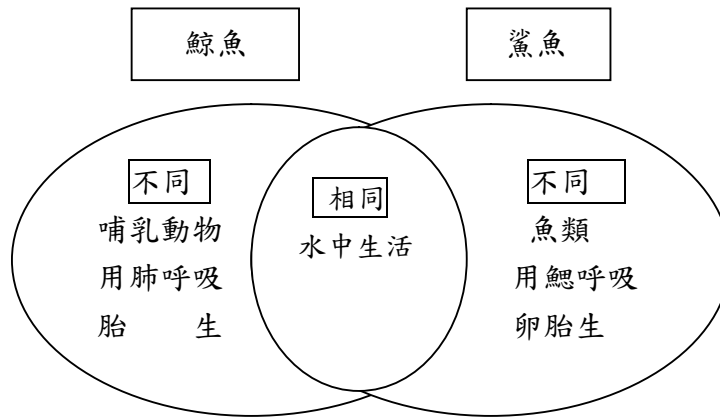 鯨魚
鯊魚
不同
哺乳動物
用肺呼吸
胎 生
相同
水中生活
不同
魚類
用鰓呼吸
卵胎生